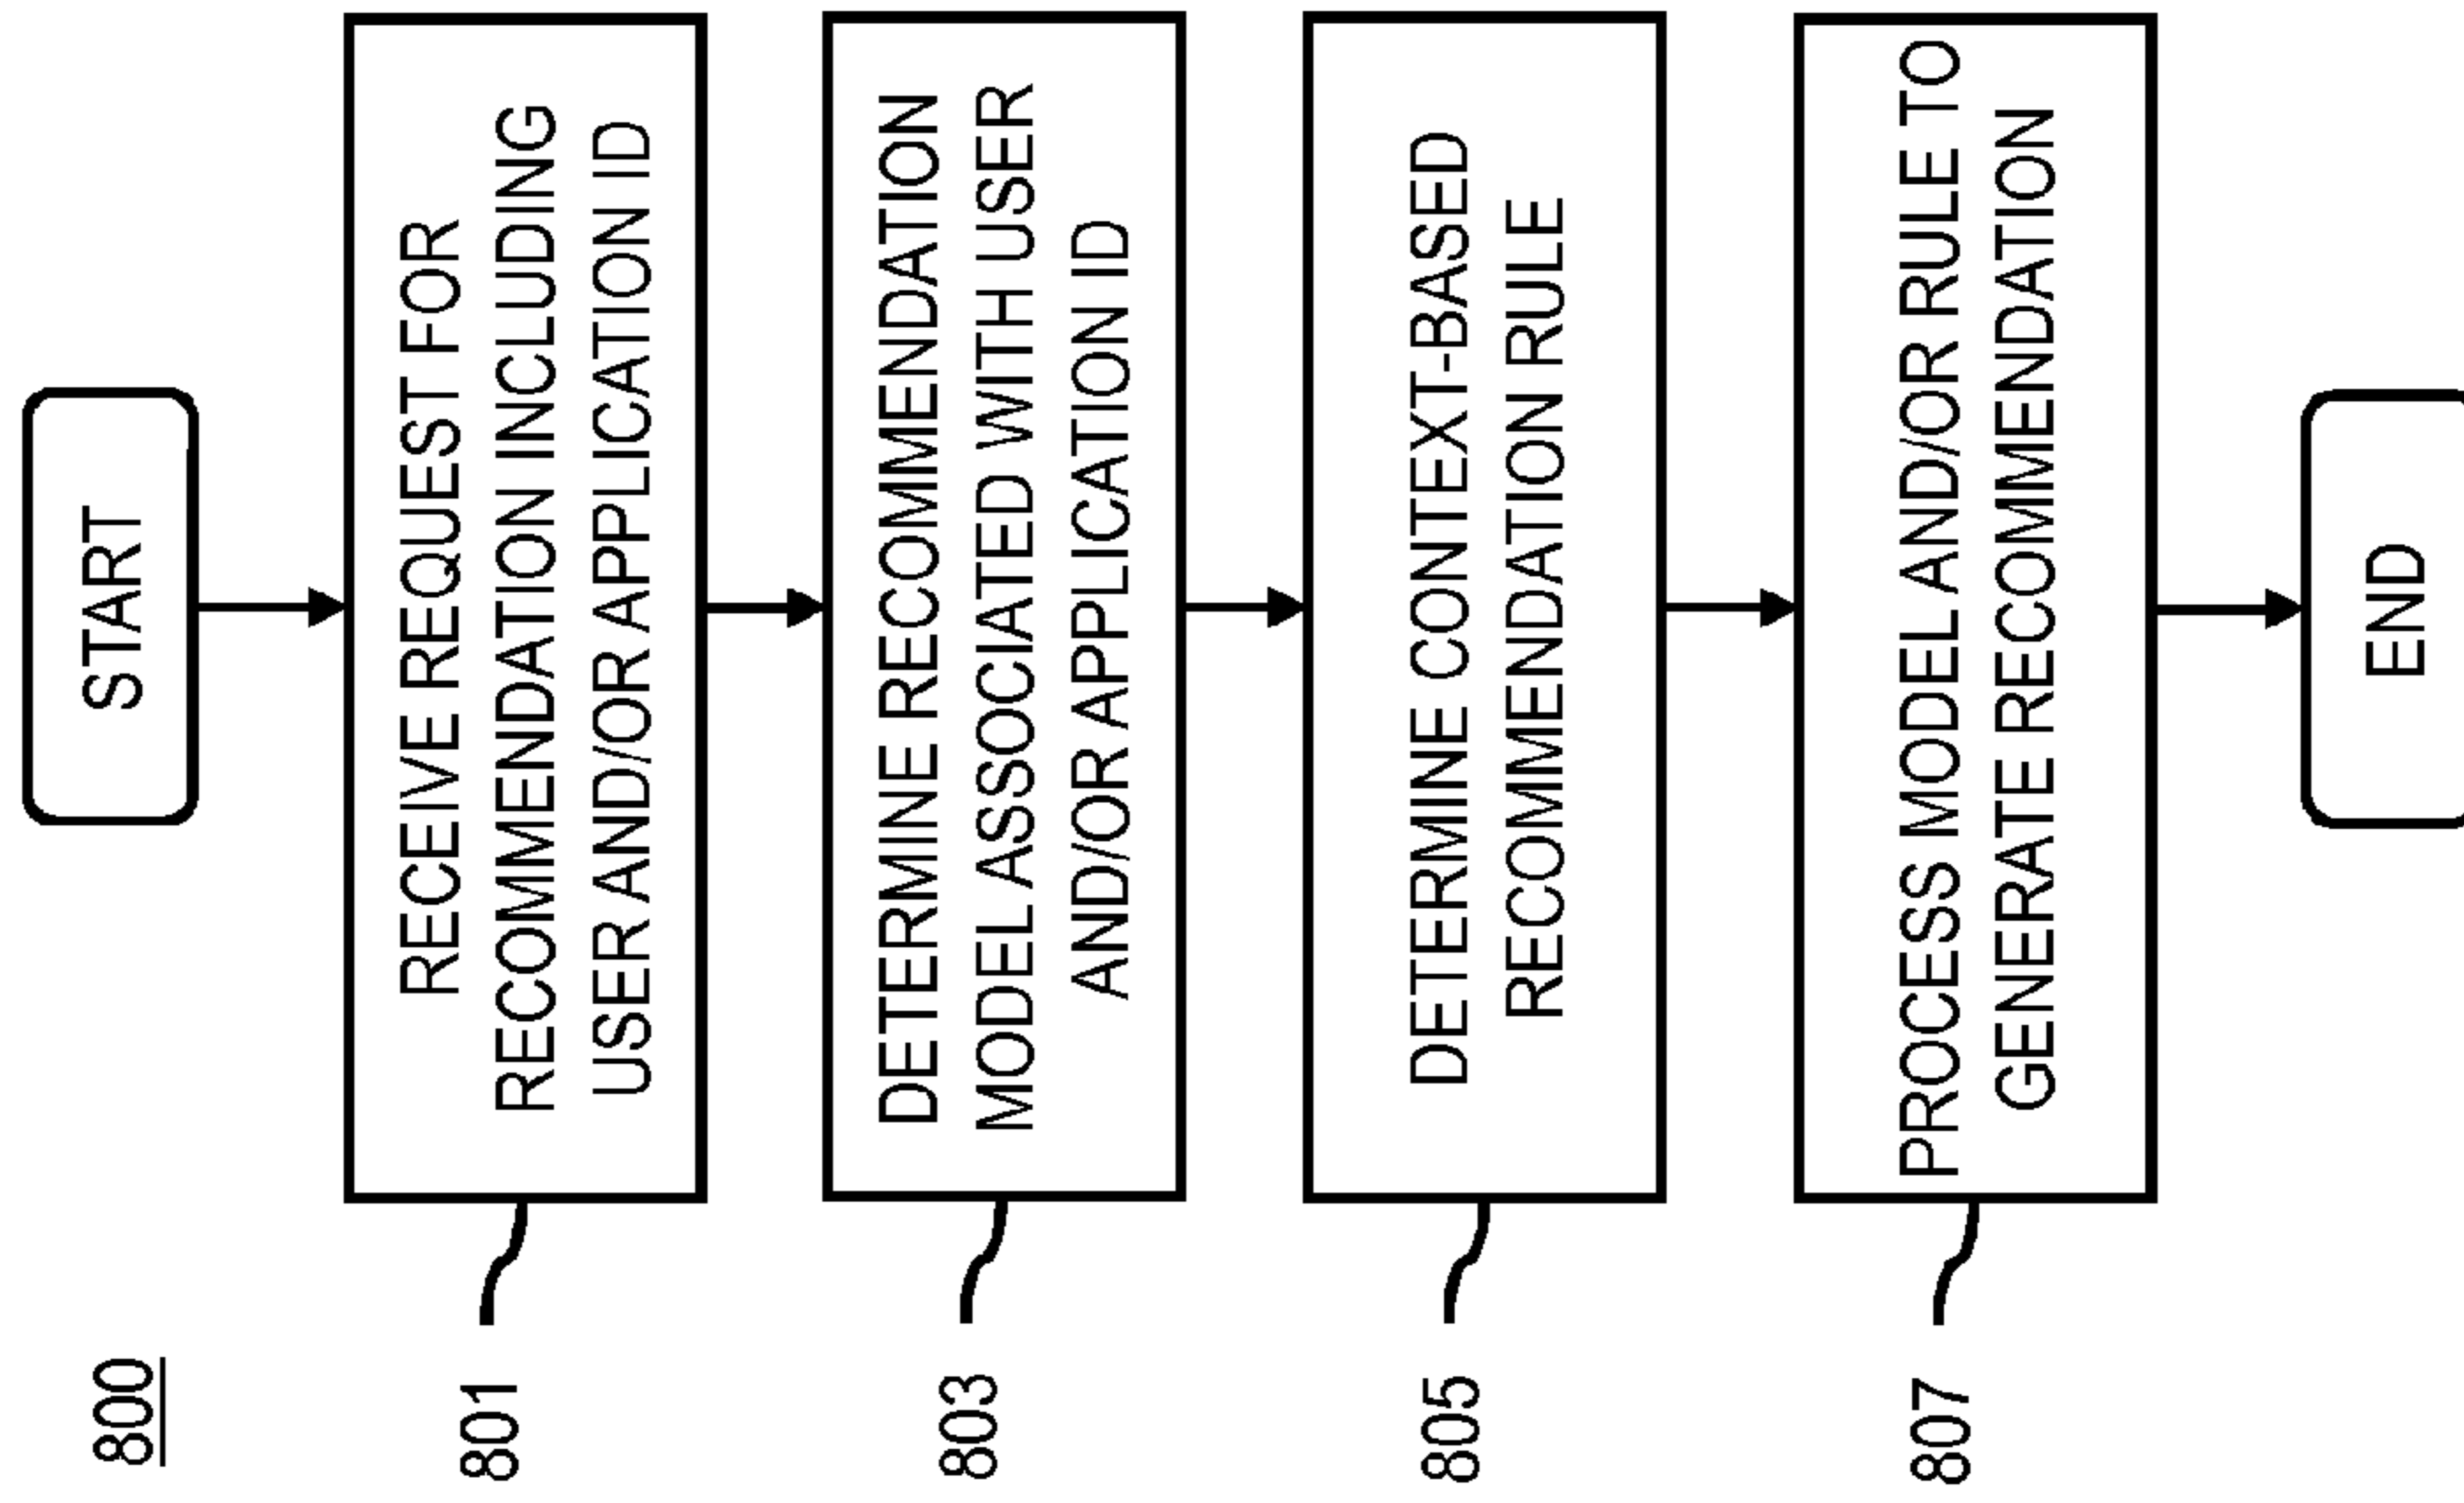 800
START
801
RECEIVE REQUEST FOR
RECOMMENDATION INCLUDING
USER AND/OR APPLICATION ID
803
DETERMINE RECOMMENDATION
MODEL ASSOCIATED WITH USER
AND/OR APPLICATION ID
805
DETERMINE CONTEXT-BASED
RECOMMENDATION RULE
807
PROCESS MODEL AND/OR RULE TO
GENERATE RECOMMENDATION
END